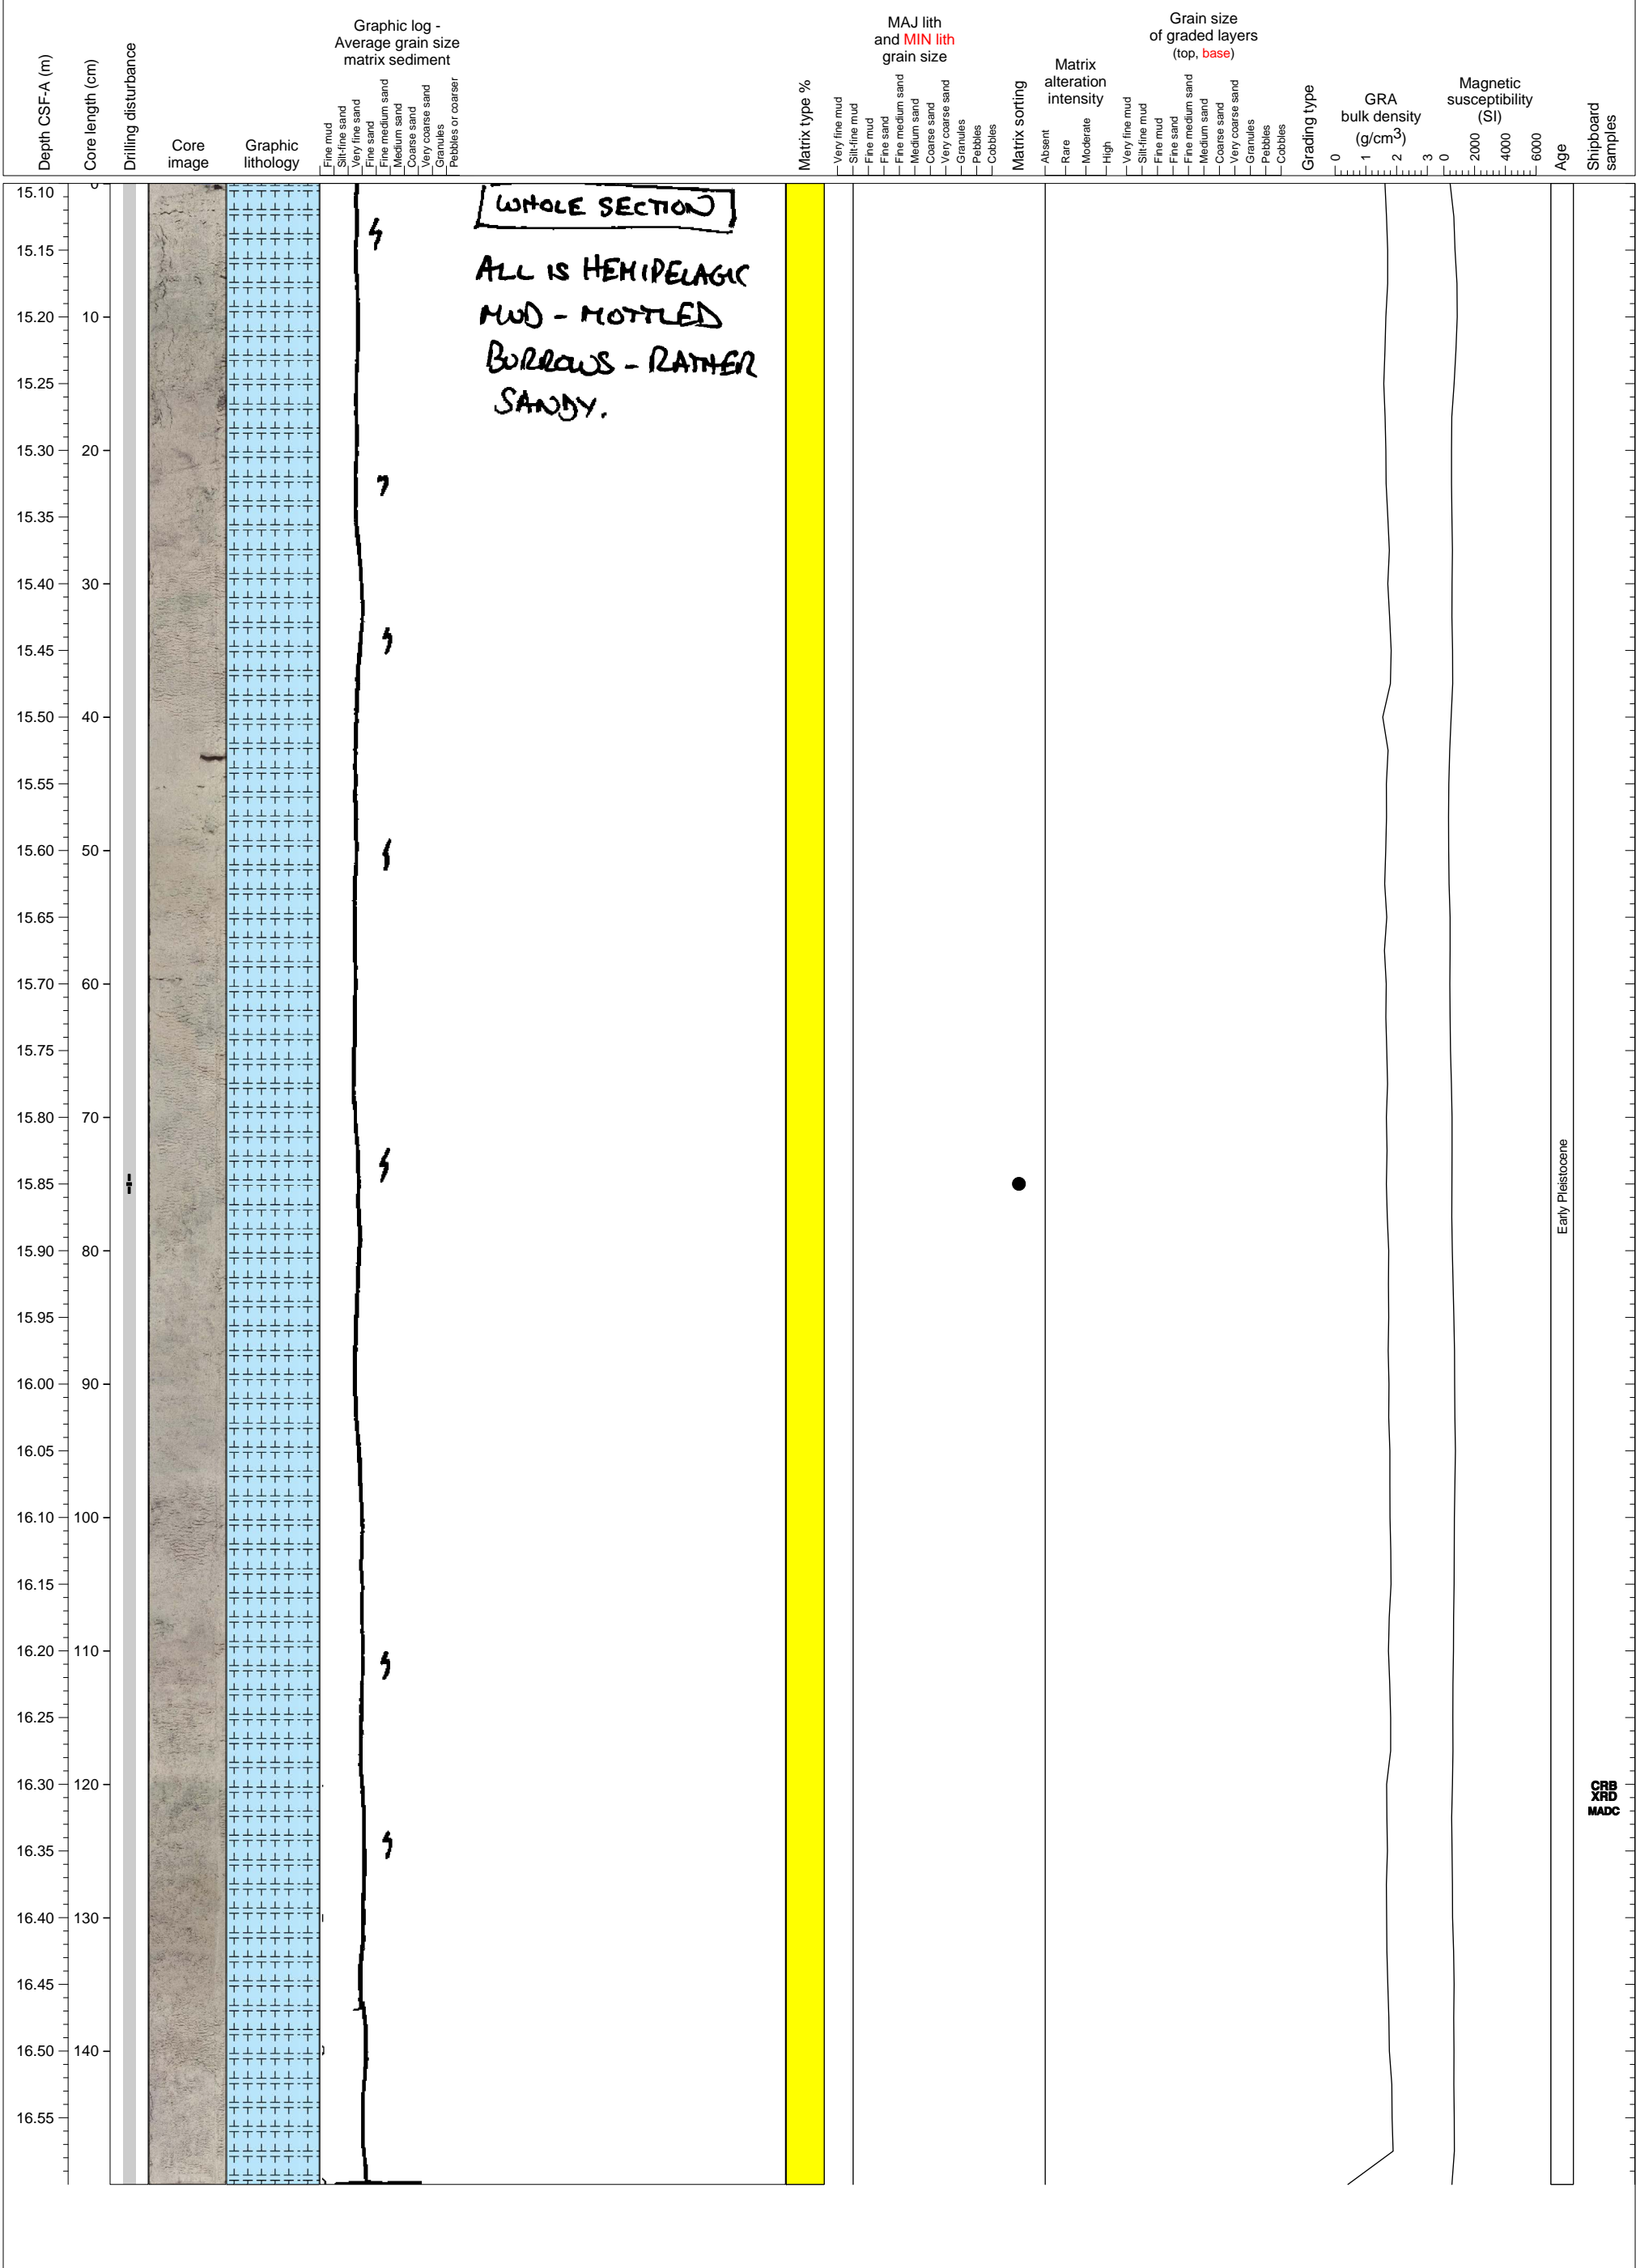 Depth CSF-A (m)
Core length (cm)
Drilling disturbance
Core
image
Graphic
lithology
Graphic log -
Average grain size
matrix sediment
Fine mud
Silt-fine sand
Very fine sand
Fine sand
Fine medium sand
Medium sand
Coarse sand
Very coarse sand
Granules
Pebbles or coarser
Matrix type %
MAJ lith
and MIN lith
grain size
Very fine mud
Silt-fine mud
Fine mud
Fine sand
Fine medium sand
Medium sand
Coarse sand
Very coarse sand
Granules
Pebbles
Cobbles
Matrix sorting
Matrix
alteration
intensity
Absent
Rare
Moderate
High
Grain size
of graded layers
(top, base)
Very fine mud
Silt-fine mud
Fine mud
Fine sand
Fine medium sand
Medium sand
Coarse sand
Very coarse sand
Granules
Pebbles
Cobbles
Grading type
GRA
bulk density
(g/cm3)
0 1 2 3
Magnetic
susceptibility
(SI)
0 2000 4000 6000
Age
Shipboard
samples
15.10 0
15.15
15.20 10
15.25
15.30 20
15.35
15.40 30
15.45
15.50 40
15.55
15.60 50
15.65
15.70 60
15.75
15.80 70
15.85
15.90 80
15.95
16.00 90
16.05
16.10 100
16.15
16.20 110
16.25
16.30 120
16.35
16.40 130
16.45
16.50 140
16.55
WHOLE SECTION
ALL IS HEMIPELAGIC
MUD - MOTTLED
BURROWS - RATHER
SANDY.
Early Pleistocene
CRB
XRD
MADC